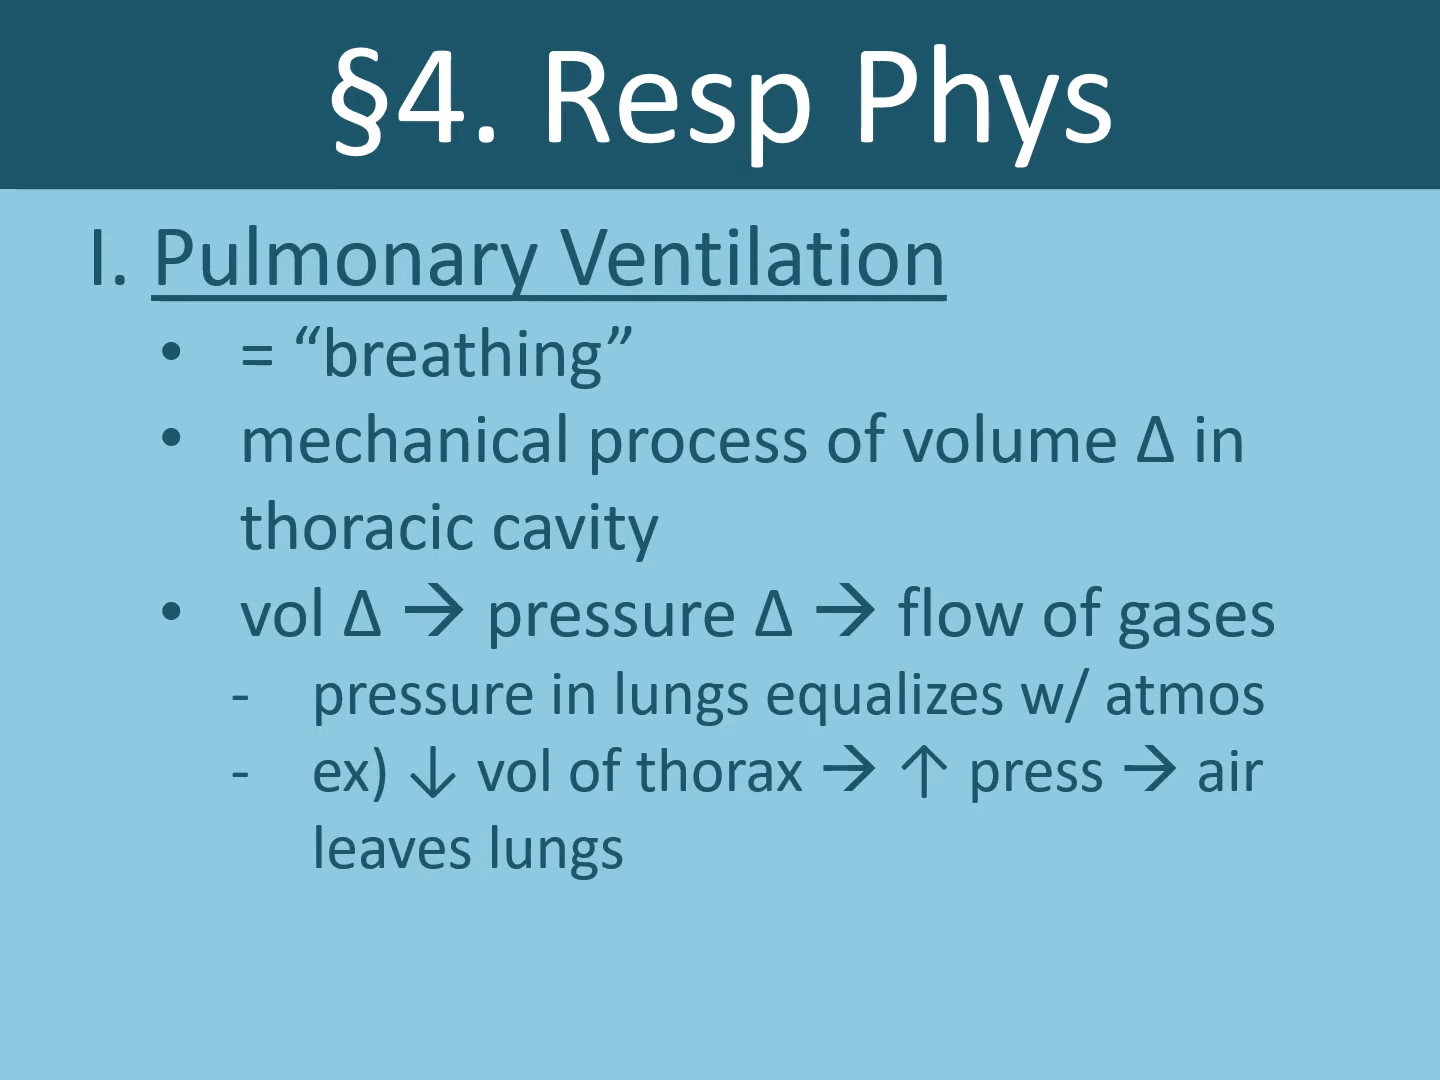 §4. Resp Phys
I. Pulmonary Ventilation
• = “breathing”
• mechanical process of volume Δ in
thoracic cavity
• vol Δ → pressure Δ → flow of gases
- pressure in lungs equalizes w/ atmos
- ex) ↓ vol of thorax → ↑ press → air
leaves lungs